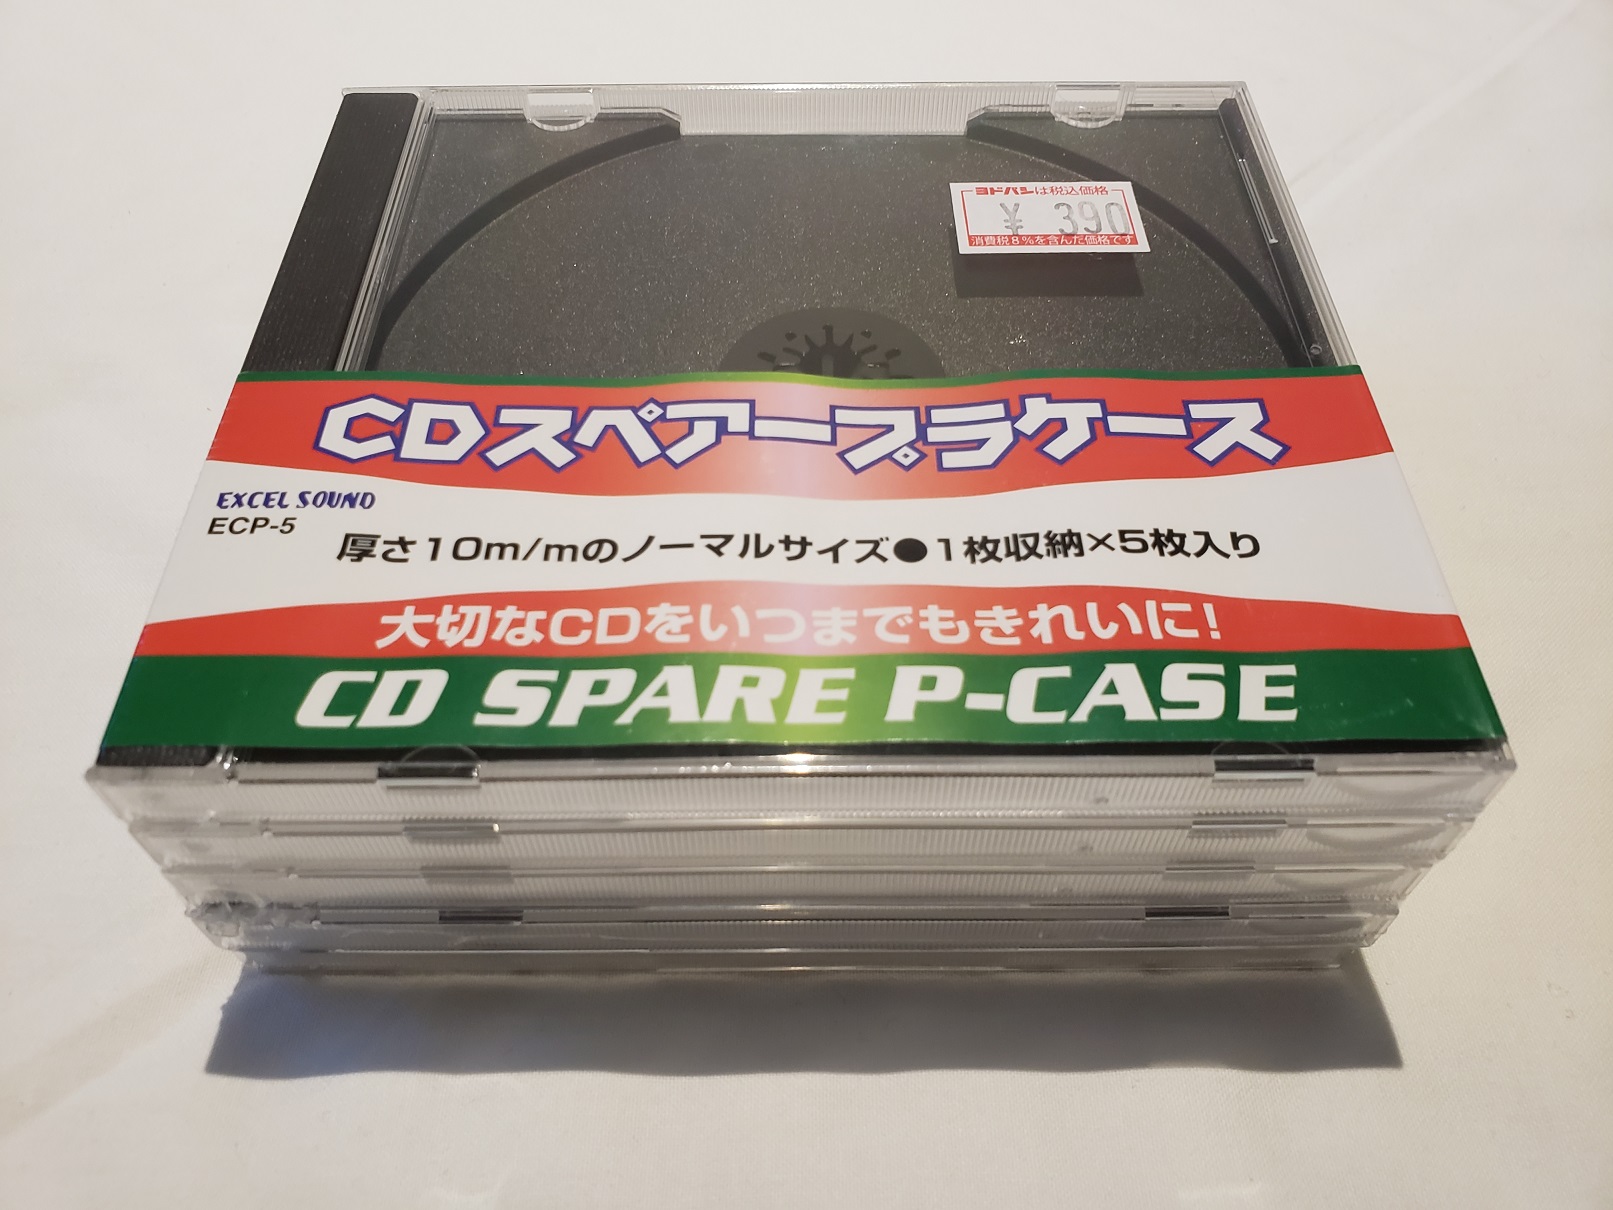 ヨドバシは税込価格
¥ 390
消費税8%を含んだ価格です
CDスペアープラケース
EXCEL SOUND
ECP-5
厚さ10m/mのノーマルサイズ●1枚収納×5枚入り
大切なCDをいつまでもきれいに!
CD SPARE P-CASE